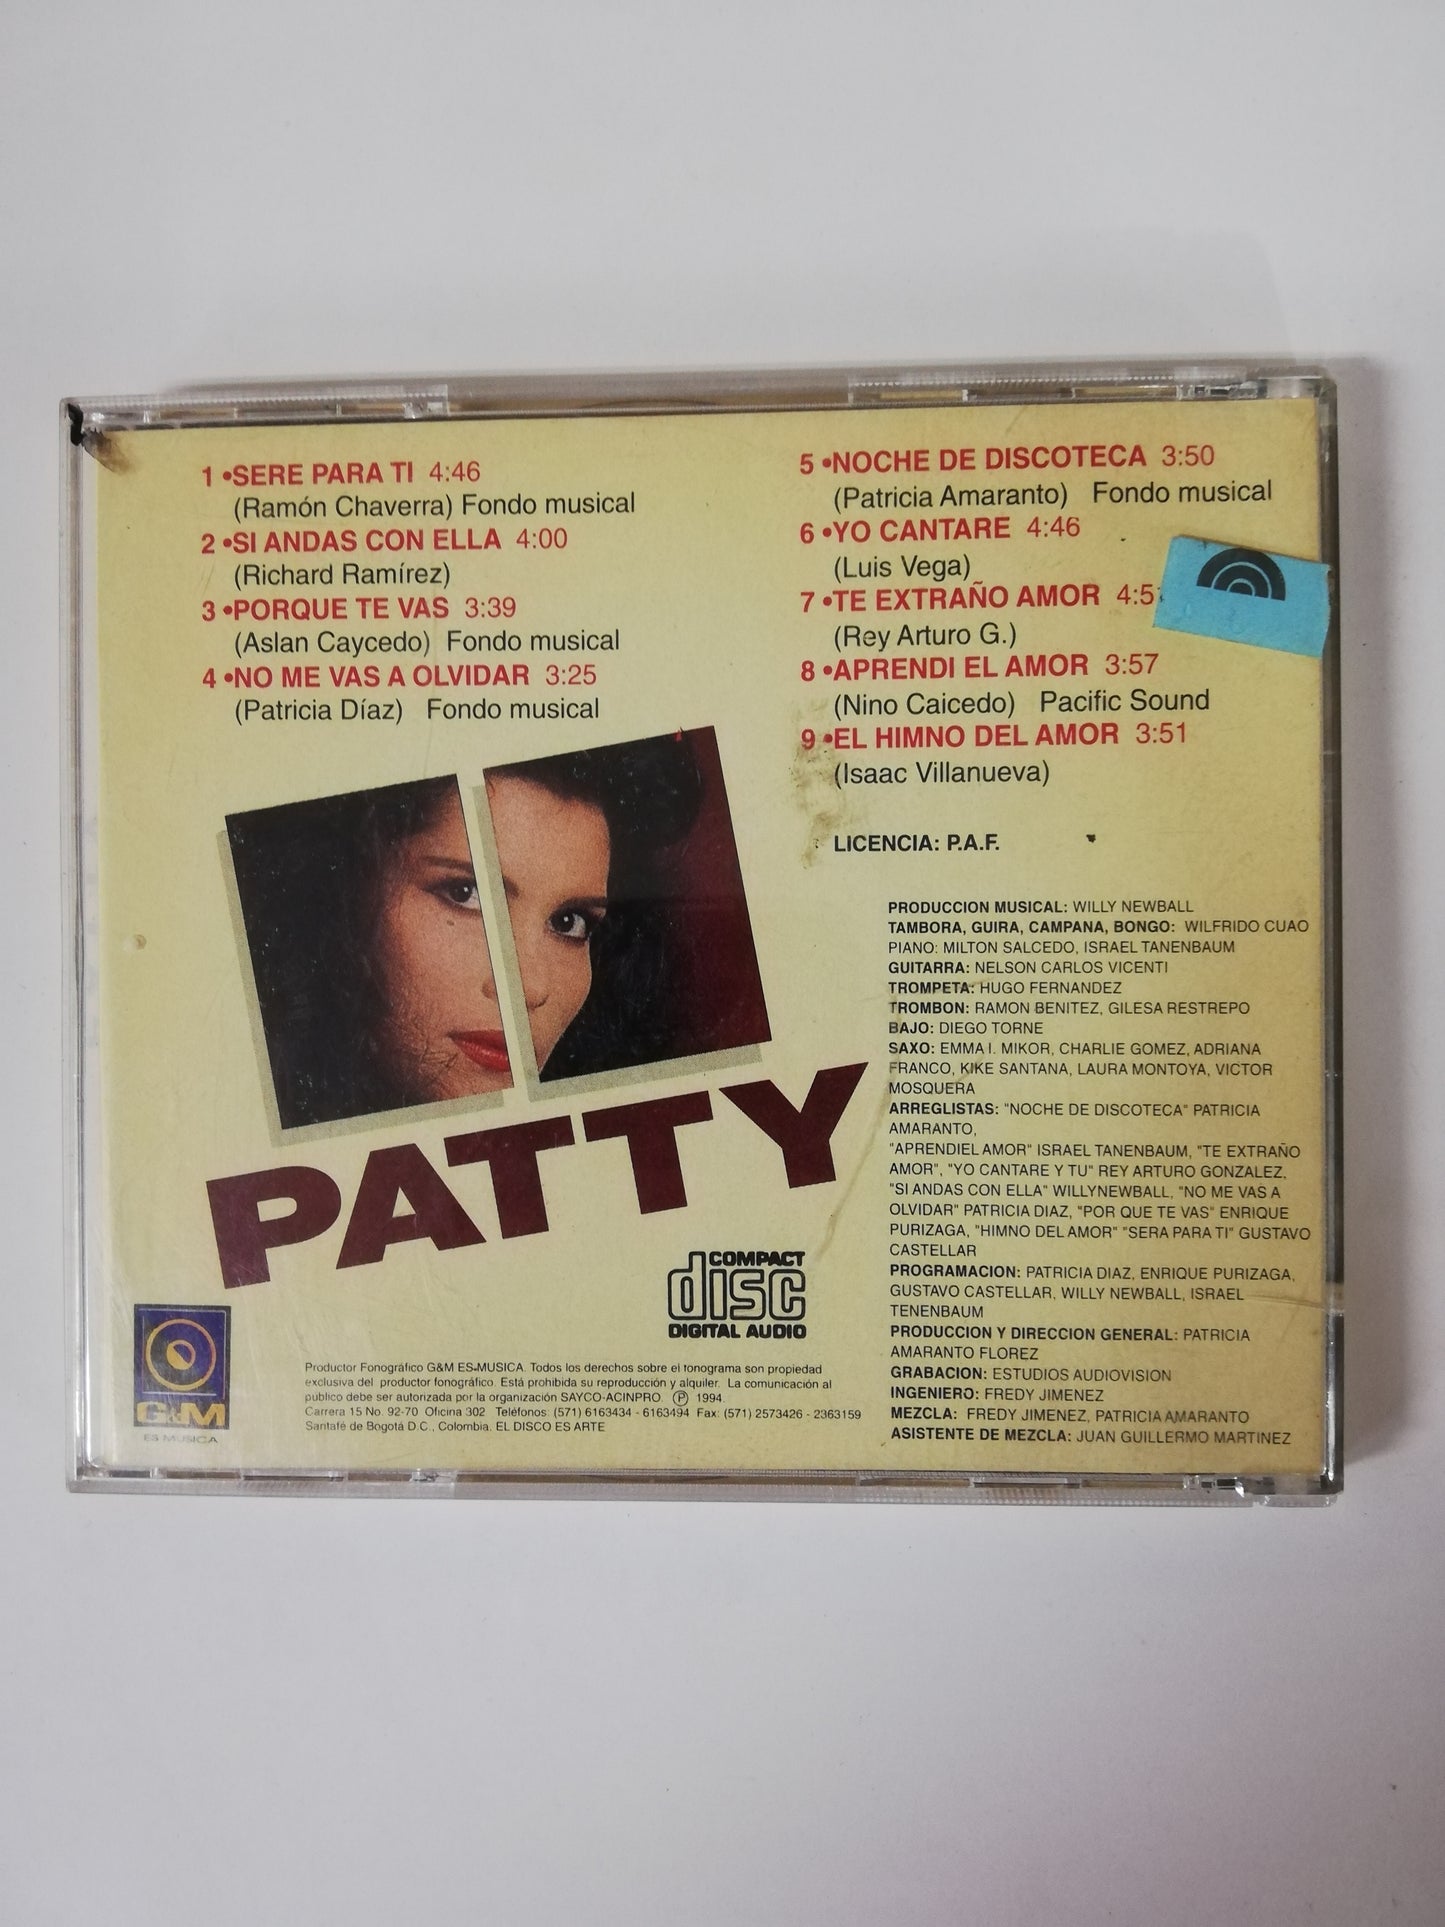 1 •SERE PARA TI 4:46
(Ramón Chaverra) Fondo musical
2 •SI ANDAS CON ELLA 4:00
(Richard Ramírez)
3 •PORQUE TE VAS 3:39
(Aslan Caycedo) Fondo musical
4 •NO ME VAS A OLVIDAR 3:25
(Patricia Díaz) Fondo musical
5 •NOCHE DE DISCOTECA 3:50
(Patricia Amaranto) Fondo musical
6 •YO CANTARE 4:46
(Luis Vega)
7 •TE EXTRAÑO AMOR 4:5
(Rey Arturo G.)
8 •APRENDI EL AMOR 3:57
(Nino Caicedo) Pacific Sound
9 •EL HIMNO DEL AMOR 3:51
(Isaac Villanueva)
LICENCIA: P.A.F.
PATTY
PRODUCCION MUSICAL: WILLY NEWBALL
TAMBORA, GUIRA, CAMPANA, BONGO: WILFRIDO CUAO
PIANO: MILTON SALCEDO, ISRAEL TANENBAUM
GUITARRA: NELSON CARLOS VICENTI
TROMPETA: HUGO FERNANDEZ
TROMBON: RAMON BENITEZ, GILESA RESTREPO
BAJO: DIEGO TORNE
SAXO: EMMA I. MIKOR, CHARLIE GOMEZ, ADRIANA
FRANCO, KIKE SANTANA, LAURA MONTOYA, VICTOR
MOSQUERA
ARREGLISTAS: "NOCHE DE DISCOTECA" PATRICIA
AMARANTO,
"APRENDIEL AMOR" ISRAEL TANENBAUM, "TE EXTRAÑO
AMOR", "YO CANTARE Y TU" REY ARTURO GONZALEZ,
"SI ANDAS CON ELLA" WILLYNEWBALL, "NO ME VAS A
OLVIDAR" PATRICIA DIAZ, "POR QUE TE VAS" ENRIQUE
PURIZAGA, "HIMNO DEL AMOR" "SERA PARA TI" GUSTAVO
CASTELLAR
PROGRAMACION: PATRICIA DIAZ, ENRIQUE PURIZAGA,
GUSTAVO CASTELLAR, WILLY NEWBALL, ISRAEL
TENENBAUM
PRODUCCION Y DIRECCION GENERAL: PATRICIA
AMARANTO FLOREZ
GRABACION: ESTUDIOS AUDIOVISION
INGENIERO: FREDY JIMENEZ
MEZCLA: FREDY JIMENEZ, PATRICIA AMARANTO
ASISTENTE DE MEZCLA: JUAN GUILLERMO MARTINEZ
COMPACT
disc
DIGITAL AUDIO
G&M
ES MUSICA
Productor Fonográfico G&M ES-MUSICA. Todos los derechos sobre el fonograma son propiedad
exclusiva del productor fonográfico. Está prohibida su reproducción y alquiler. La comunicación al
público debe ser autorizada por la organización SAYCO-ACINPRO. Ⓟ 1994.
Carrera 15 No. 92-70 Oficina 302 Teléfonos: (571) 6163434 - 6163494 Fax: (571) 2573426 - 2363159
Santafé de Bogotá D.C., Colombia. EL DISCO ES ARTE